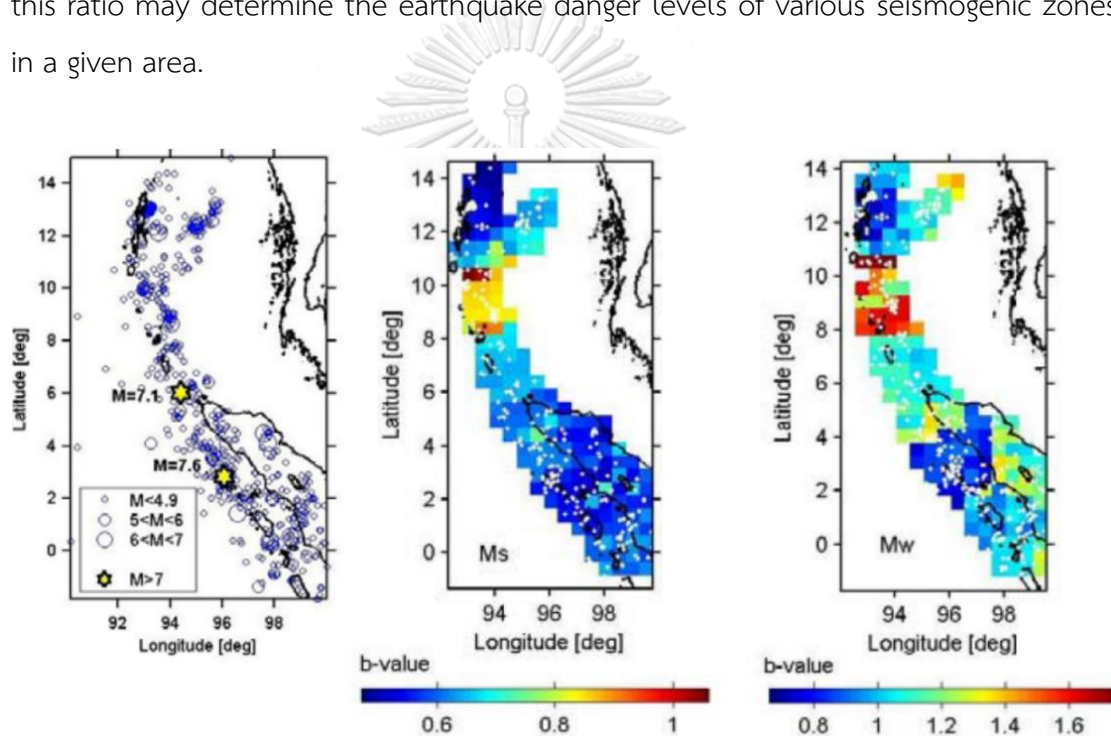 this ratio may determine the earthquake danger levels of various seismogenic zones
in a given area.
14
12
10
8
6
4
2
0
Latitude [deg]
M=7.1
M=7.6
M<4.9
5<M<6
6<M<7
M>7
92 94 96 98
Longitude [deg]
14
12
10
8
6
4
2
0
Latitude [deg]
Ms
94 96 98
Longitude [deg]
b-value
0.6 0.8 1
14
12
10
8
6
4
2
0
Latitude [deg]
Mw
94 96 98
Longitude [deg]
b-value
0.8 1 1.2 1.4 1.6